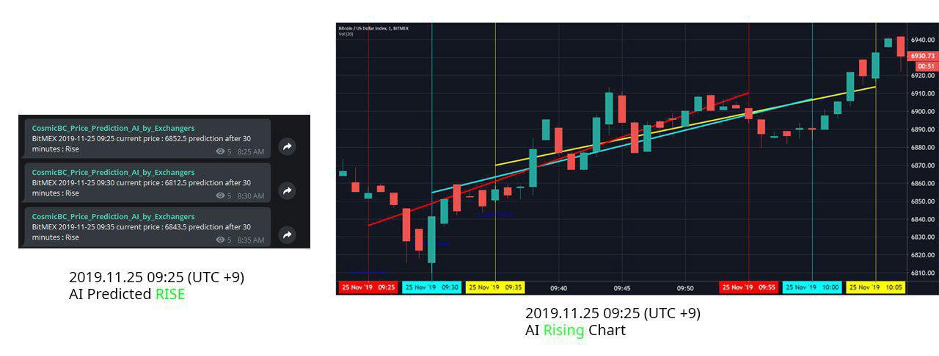 CosmicBC_Price_Prediction_AI_by_Exchangers
BitMEX 2019-11-25 09:25 current price : 6852.5 prediction after 30
minutes : Rise
5 8:25 AM
CosmicBC_Price_Prediction_AI_by_Exchangers
BitMEX 2019-11-25 09:30 current price : 6812.5 prediction after 30
minutes : Rise
5 8:30 AM
CosmicBC_Price_Prediction_AI_by_Exchangers
BitMEX 2019-11-25 09:35 current price : 6843.5 prediction after 30
minutes : Rise
5 8:35 AM
2019.11.25 09:25 (UTC +9)
AI Predicted RISE
Bitcoin / US Dollar Index, 1, BITMEX
Vol (20)
6940.00
6930.73
00:51
6920.00
6910.00
6900.00
6890.00
6880.00
6870.00
6860.00
6850.00
6840.00
6830.00
6820.00
6810.00
25 Nov '19 09:25
25 Nov '19 09:30
25 Nov '19 09:35
09:40
09:45
09:50
25 Nov '19 09:55
25 Nov '19 10:00
25 Nov '19 10:05
2019.11.25 09:25 (UTC +9)
AI Rising Chart